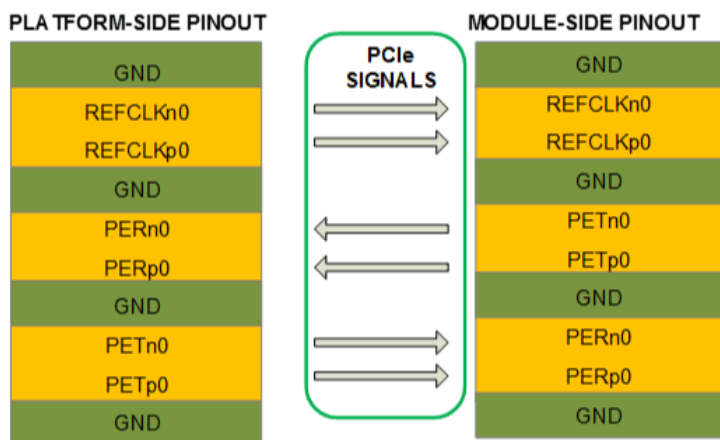 PLATFORM-SIDE PINOUT
GND
REFCLKn0
REFCLKp0
GND
PERn0
PERp0
GND
PETn0
PETp0
GND
PCIe
SIGNALS
MODULE-SIDE PINOUT
GND
REFCLKn0
REFCLKp0
GND
PETn0
PETp0
GND
PERn0
PERp0
GND